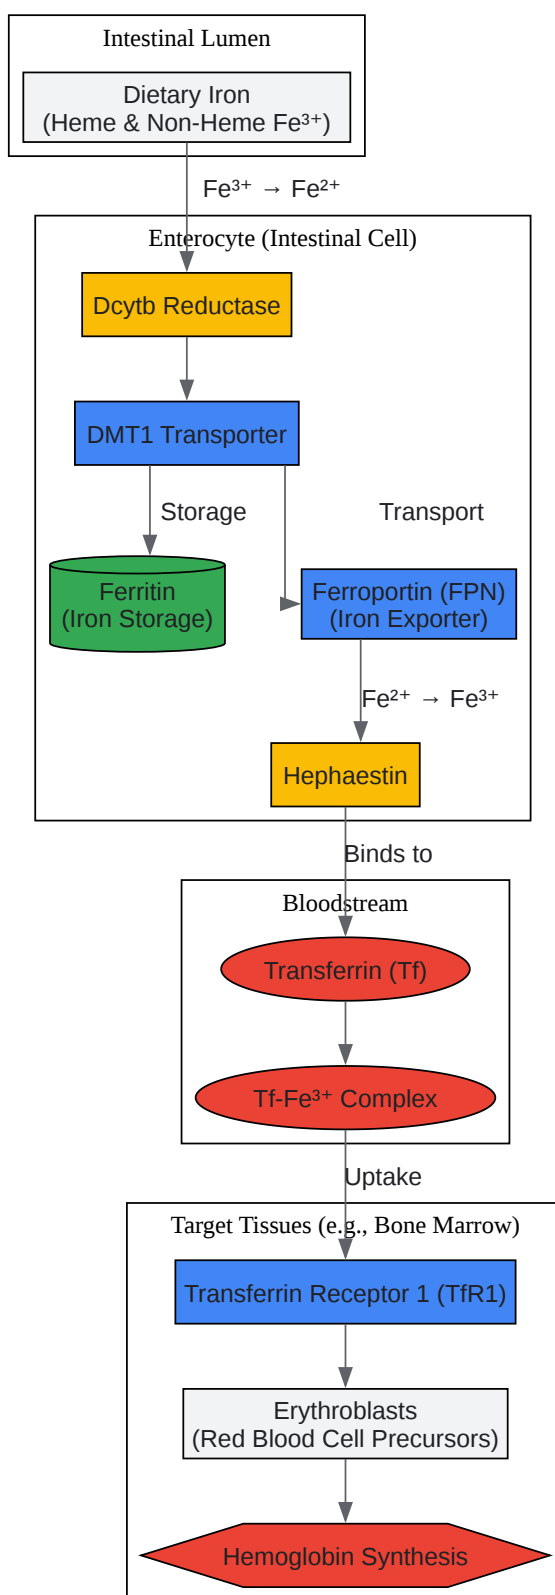 Intestinal Lumen
Dietary Iron
(Heme & Non-Heme Fe³⁺)
Fe³⁺ → Fe²⁺
Enterocyte (Intestinal Cell)
Dcytb Reductase
DMT1 Transporter
Storage
Transport
Ferritin
(Iron Storage)
Ferroportin (FPN)
(Iron Exporter)
Fe²⁺ → Fe³⁺
Hephaestin
Binds to
Bloodstream
Transferrin (Tf)
Tf-Fe³⁺ Complex
Uptake
Target Tissues (e.g., Bone Marrow)
Transferrin Receptor 1 (TfR1)
Erythroblasts
(Red Blood Cell Precursors)
Hemoglobin Synthesis